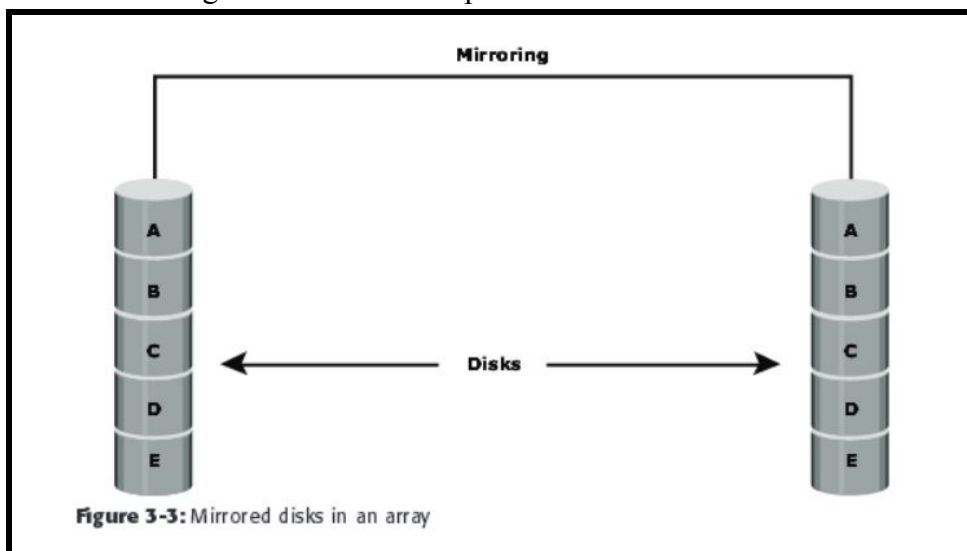 Mirroring
A A
B B
C C
Disks
D D
E E
Figure 3-3: Mirrored disks in an array